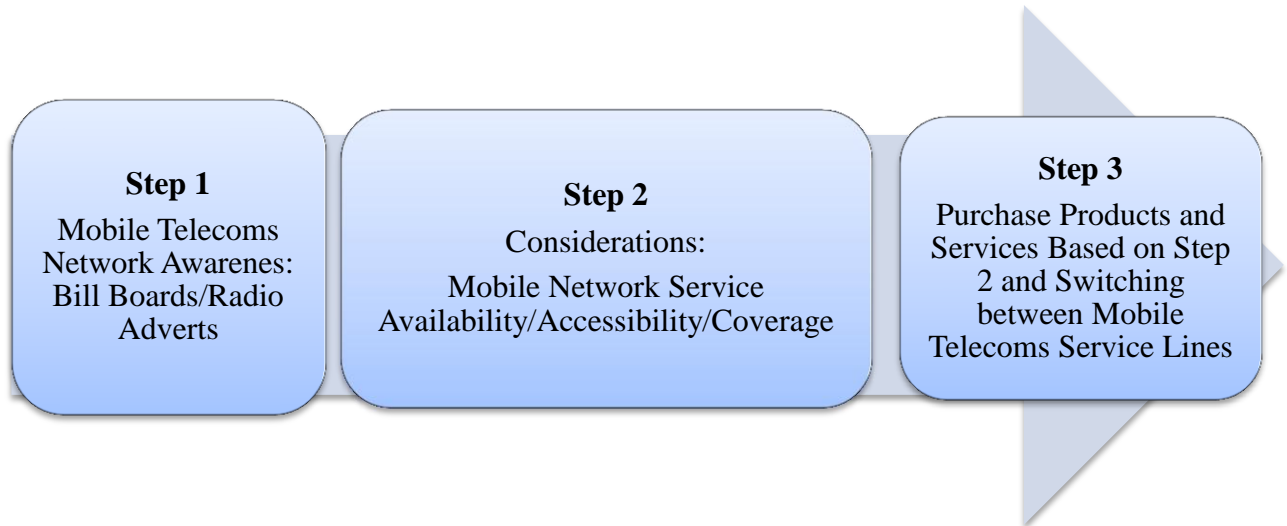 Step 1
Mobile Telecoms
Network Awarenes:
Bill Boards/Radio
Adverts
Step 2
Considerations:
Mobile Network Service
Availability/Accessibility/Coverage
Step 3
Purchase Products and
Services Based on Step
2 and Switching
between Mobile
Telecoms Service Lines